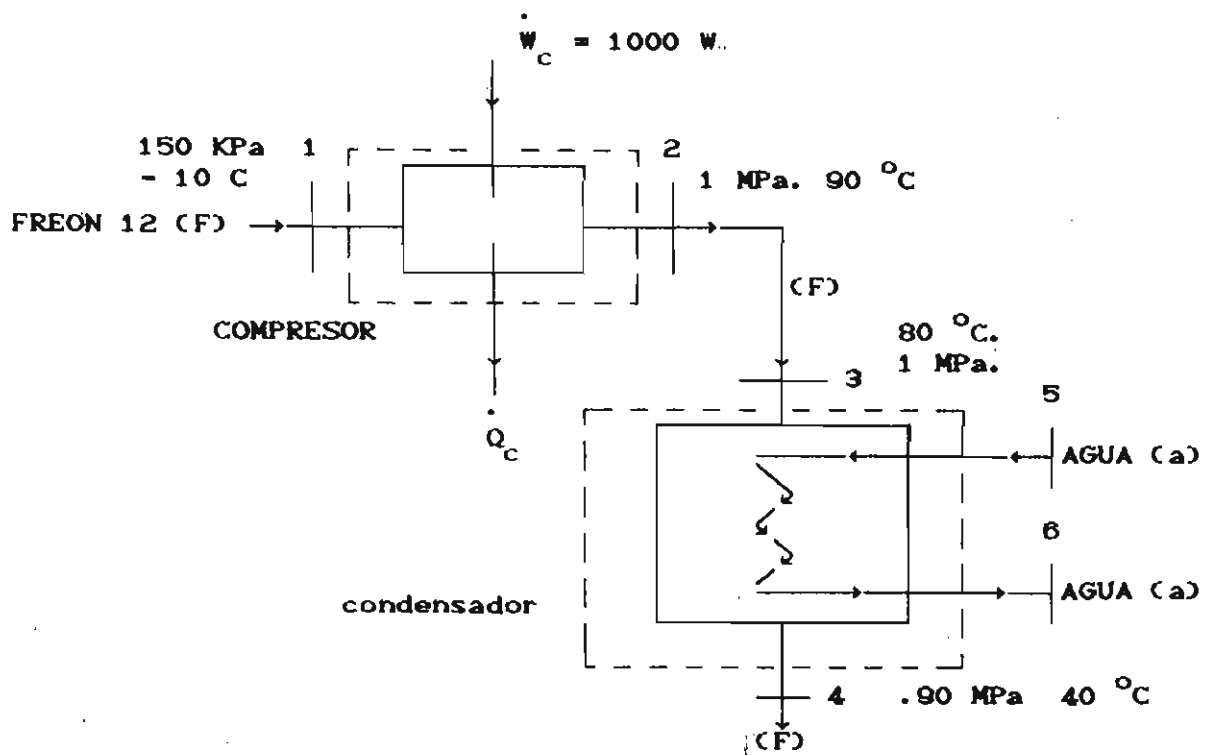 Ẇc = 1000 W.
150 KPa 1
- 10 C
2
1 MPa. 90 °C
FREON 12 (F)
(F)
COMPRESOR
80 °C.
1 MPa.
3
Q̇c
5
AGUA (a)
6
AGUA (a)
condensador
4 .90 MPa 40 °C
(F)